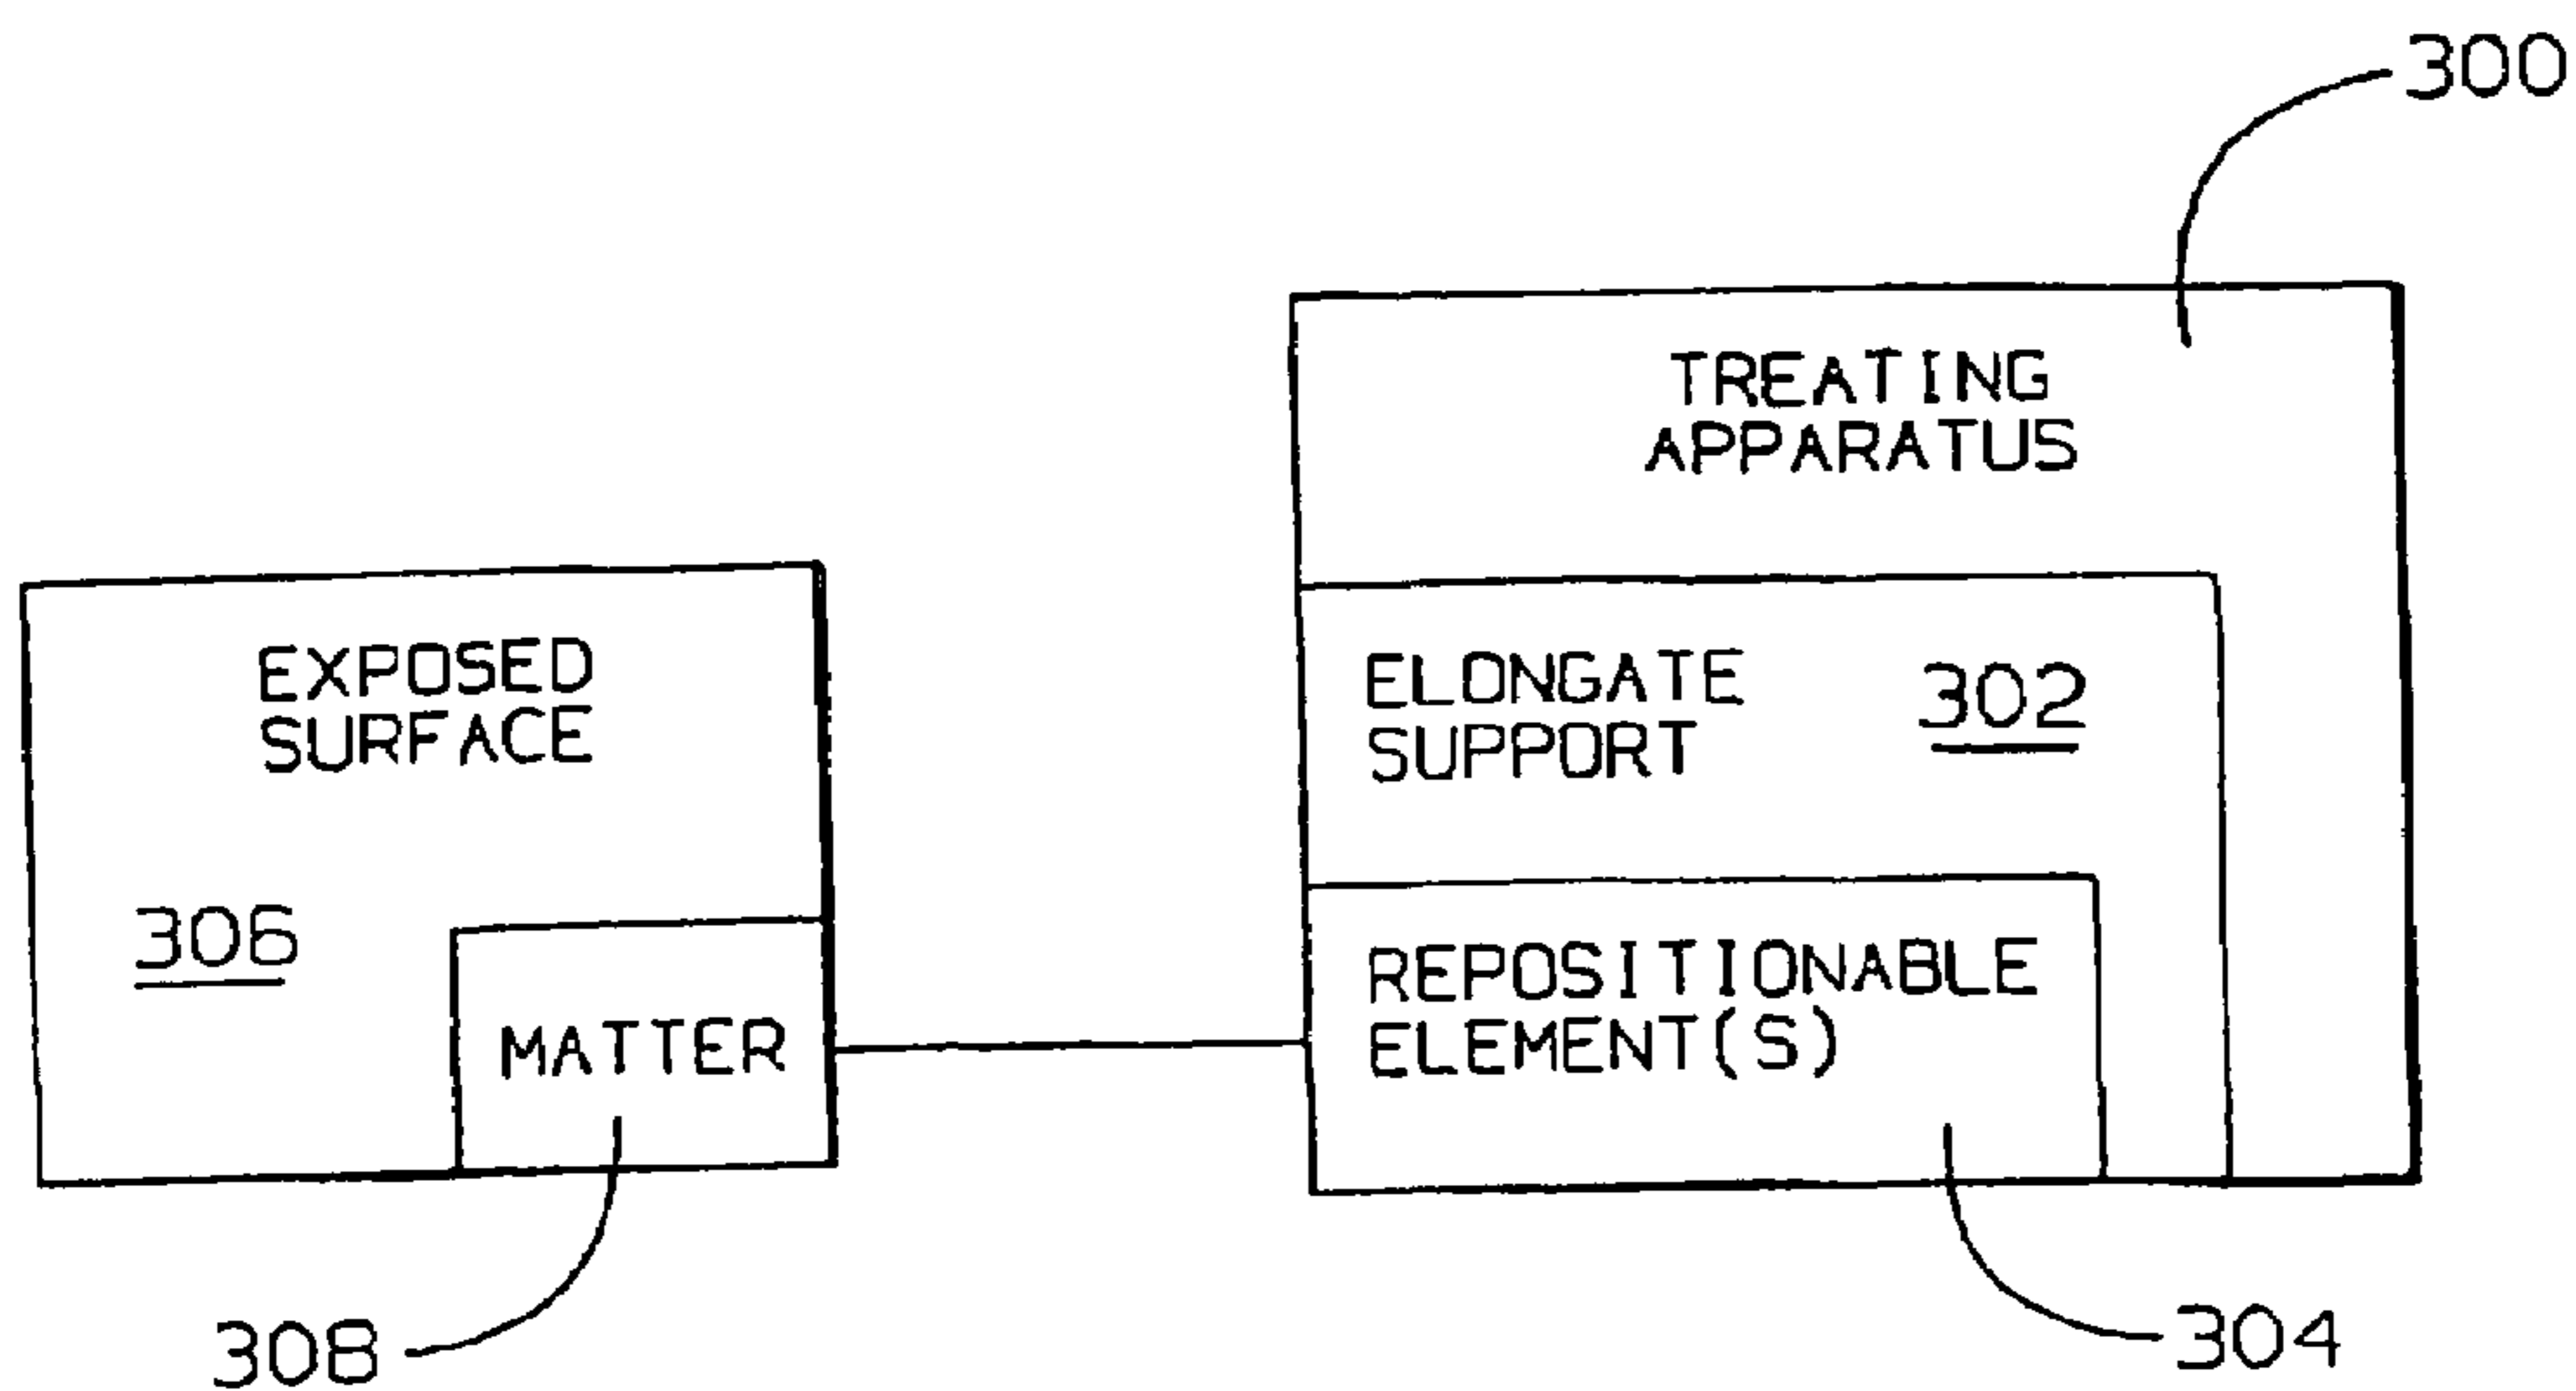 300
TREATING
APPARATUS
EXPOSED
SURFACE
ELONGATE
SUPPORT
302
306
MATTER
REPOSITIONABLE
ELEMENT(S)
308
304